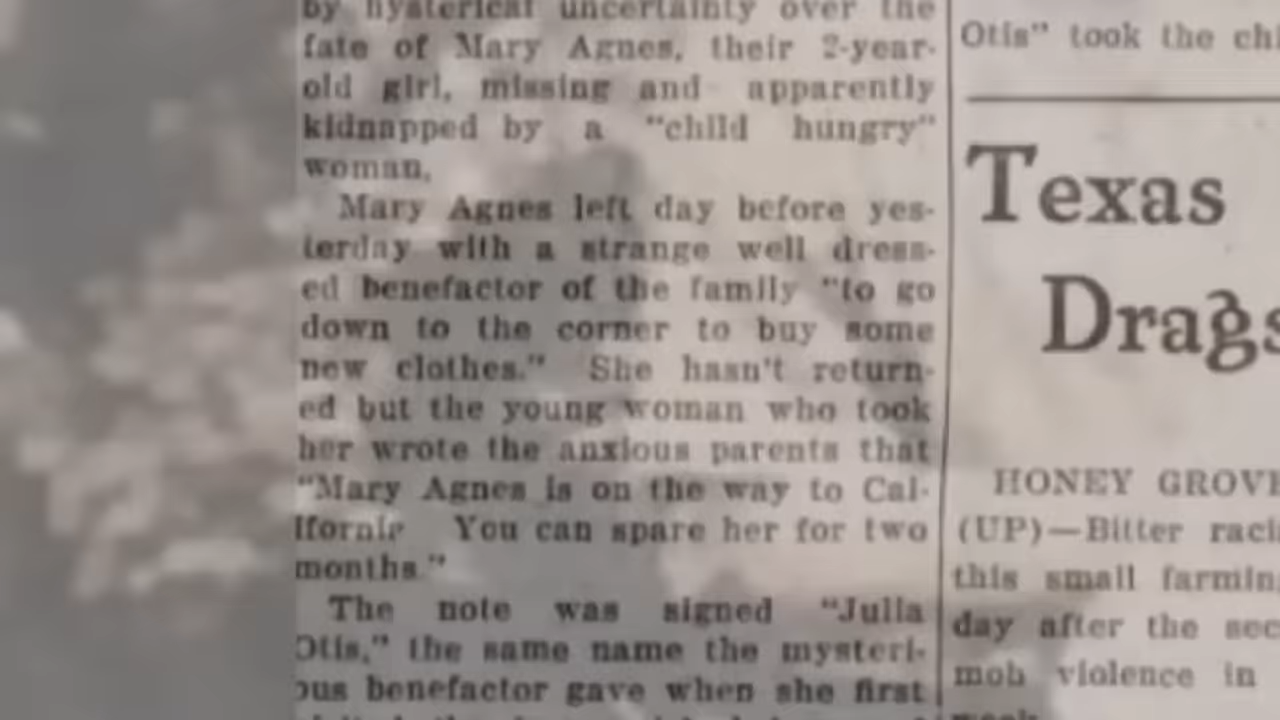 by hysterical uncertainty over the
fate of Mary Agnes, their 2-year-
old girl, missing and apparently
kidnapped by a "child hungry"
woman.
Mary Agnes left day before yes-
terday with a strange well dress-
ed benefactor of the family "to go
down to the corner to buy some
new clothes." She hasn't return-
ed but the young woman who took
her wrote the anxious parents that
"Mary Agnes is on the way to Cal-
ifornia You can spare her for two
months."
The note was signed "Julia
Otis," the same name the mysteri-
ous benefactor gave when she first
Otis" took the chi
Texas
Drags
HONEY GROVE
(UP)—Bitter raci
this small farmin
day after the sec
mob violence in
week